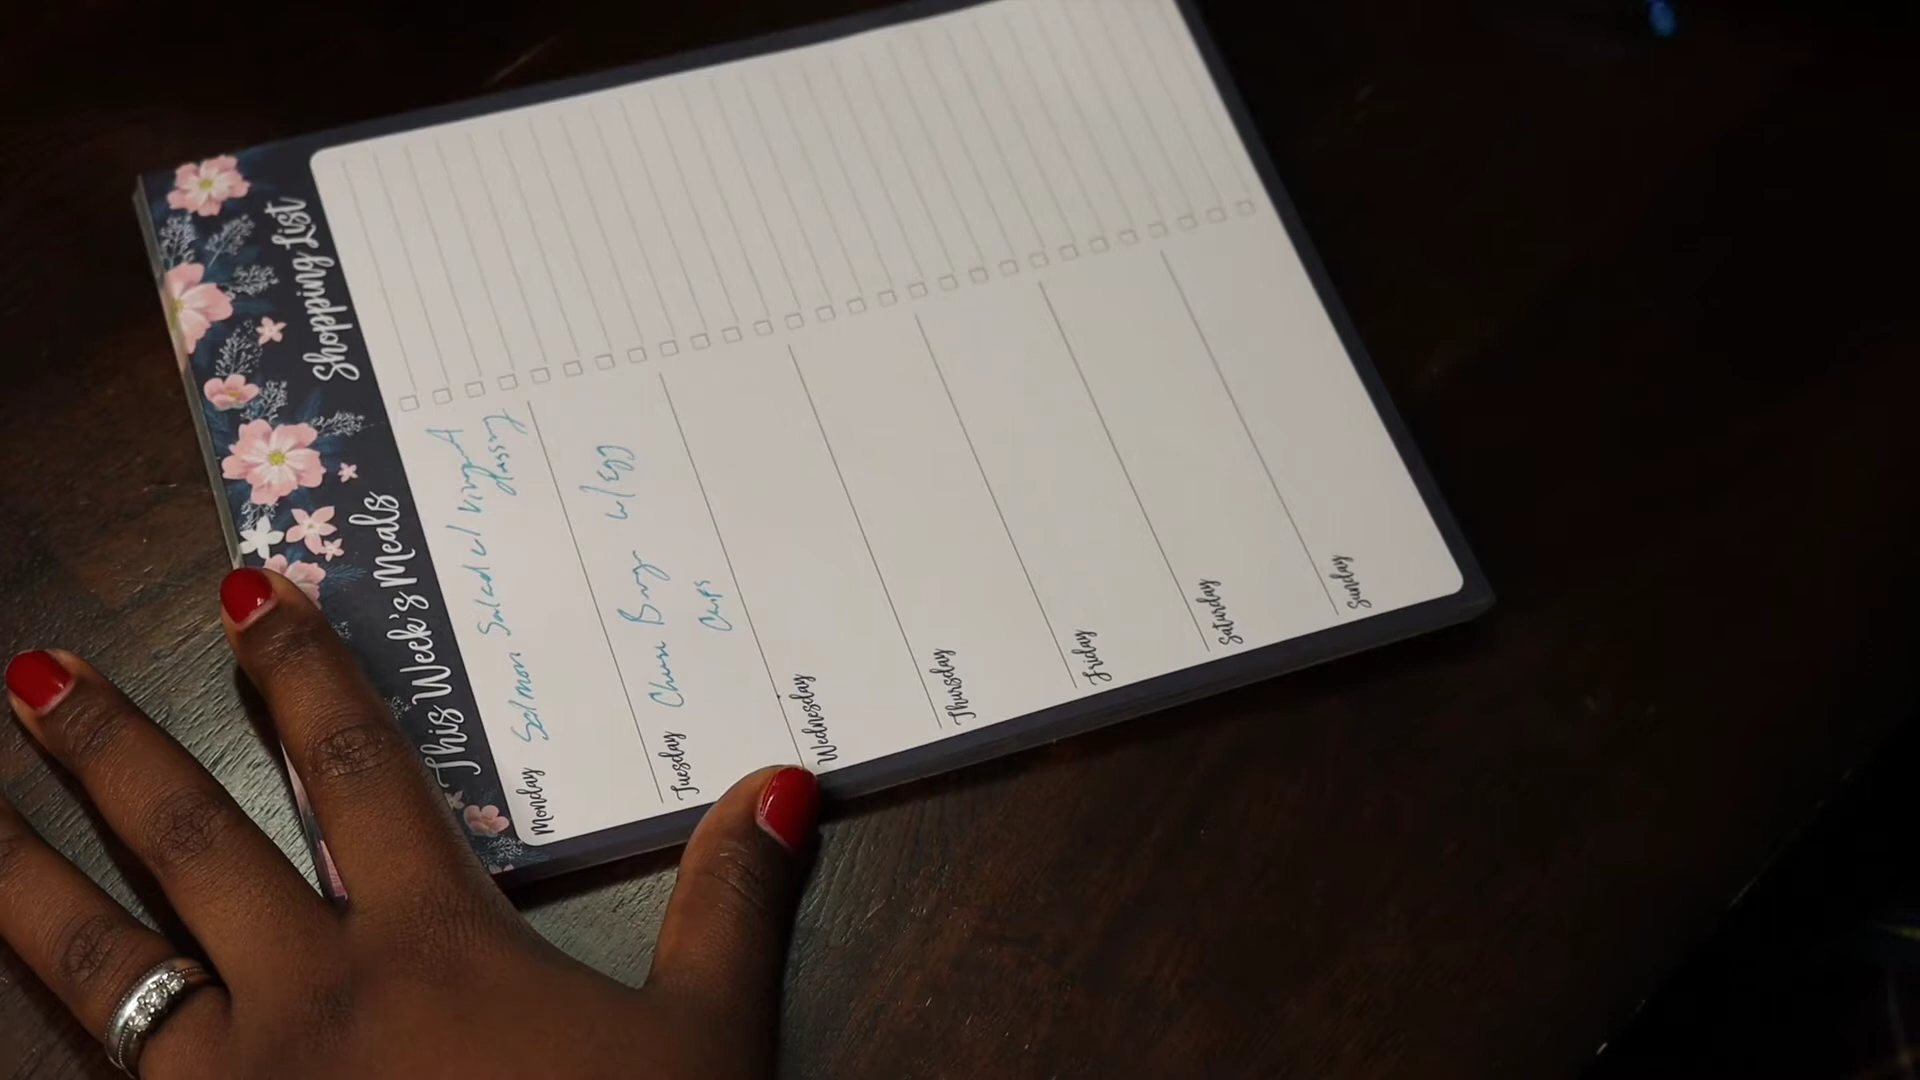 This Week's Meals
Shopping List
Monday
Salmon Salad w/ Vinegarette
dressing
Tuesday
Cheese Burger w/ Egg
Chips
Wednesday
Thursday
Friday
Saturday
Sunday